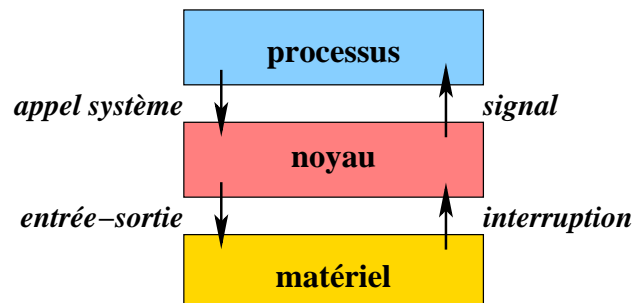 processus
appel système
signal
noyau
entrée−sortie
interruption
matériel